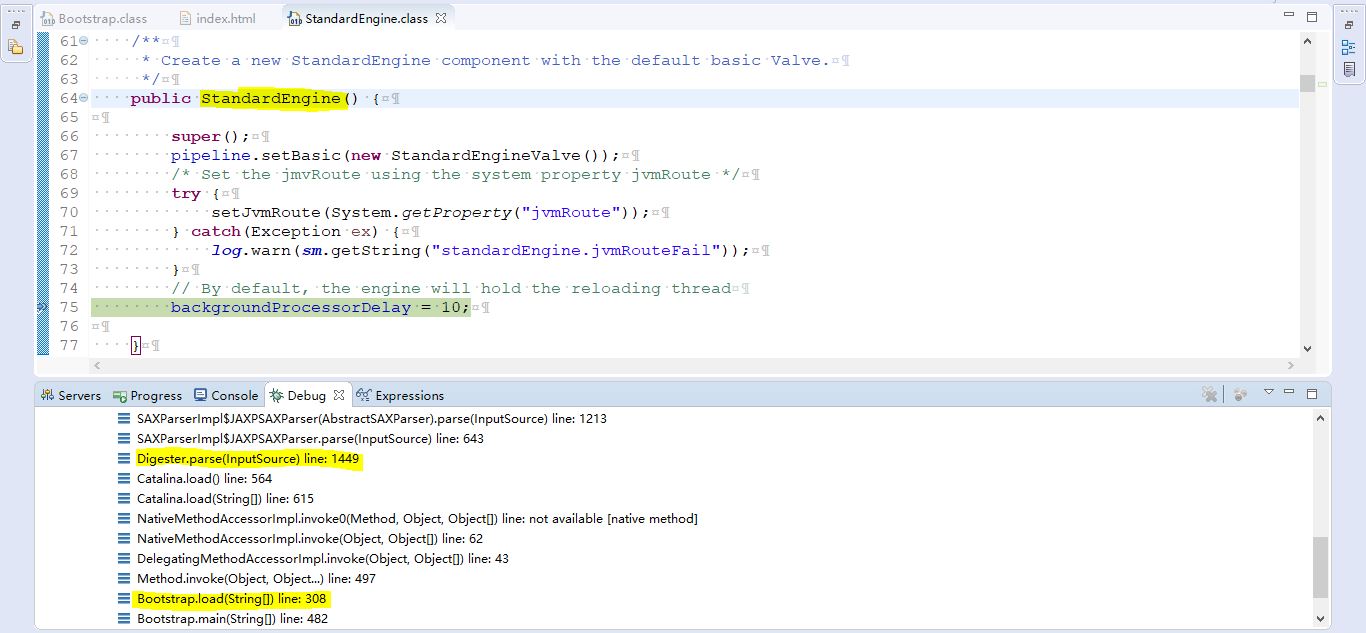 Bootstrap.class index.html StandardEngine.class
61 /**
62 * Create a new StandardEngine component with the default basic Valve.
63 */
64 public StandardEngine() {
65
66 super();
67 pipeline.setBasic(new StandardEngineValve());
68 /* Set the jmvRoute using the system property jvmRoute */
69 try {
70 setJvmRoute(System.getProperty("jvmRoute"));
71 } catch(Exception ex) {
72 log.warn(sm.getString("standardEngine.jvmRouteFail"));
73 }
74 // By default, the engine will hold the reloading thread
75 backgroundProcessorDelay = 10;
76
77 }
Servers Progress Console Debug Expressions
SAXParserImpl$JAXPSAXParser(AbstractSAXParser).parse(InputSource) line: 1213
SAXParserImpl$JAXPSAXParser.parse(InputSource) line: 643
Digester.parse(InputSource) line: 1449
Catalina.load() line: 564
Catalina.load(String[]) line: 615
NativeMethodAccessorImpl.invoke0(Method, Object, Object[]) line: not available [native method]
NativeMethodAccessorImpl.invoke(Object, Object[]) line: 62
DelegatingMethodAccessorImpl.invoke(Object, Object[]) line: 43
Method.invoke(Object, Object...) line: 497
Bootstrap.load(String[]) line: 308
Bootstrap.main(String[]) line: 482